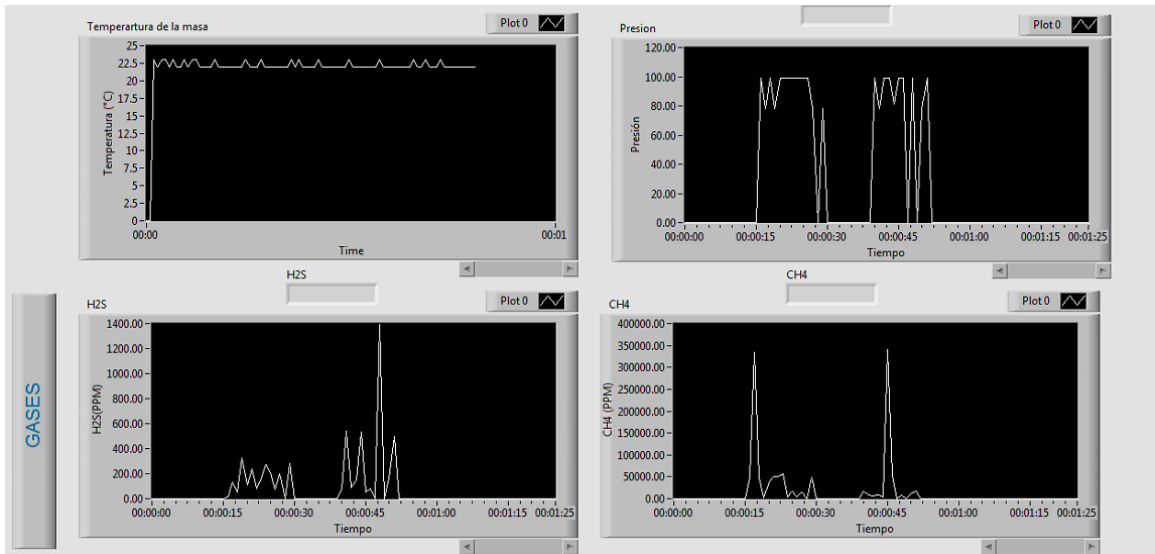 Temperartura de la masa
Plot 0
Temperatura (°C)
25
22.5
20
17.5
15
12.5
10
7.5
5
2.5
0
00:00
00:01
Time
Presion
Plot 0
Presión
120.00
100.00
80.00
60.00
40.00
20.00
0.00
00:00:00 00:00:15 00:00:30 00:00:45 00:01:00 00:01:15 00:01:25
Tiempo
GASES
H2S
H2S
Plot 0
H2S(PPM)
1400.00
1200.00
1000.00
800.00
600.00
400.00
200.00
0.00
00:00:00 00:00:15 00:00:30 00:00:45 00:01:00 00:01:15 00:01:25
Tiempo
CH4
CH4
Plot 0
CH4 (PPM)
400000.00
350000.00
300000.00
250000.00
200000.00
150000.00
100000.00
50000.00
0.00
00:00:00 00:00:15 00:00:30 00:00:45 00:01:00 00:01:15 00:01:25
Tiempo